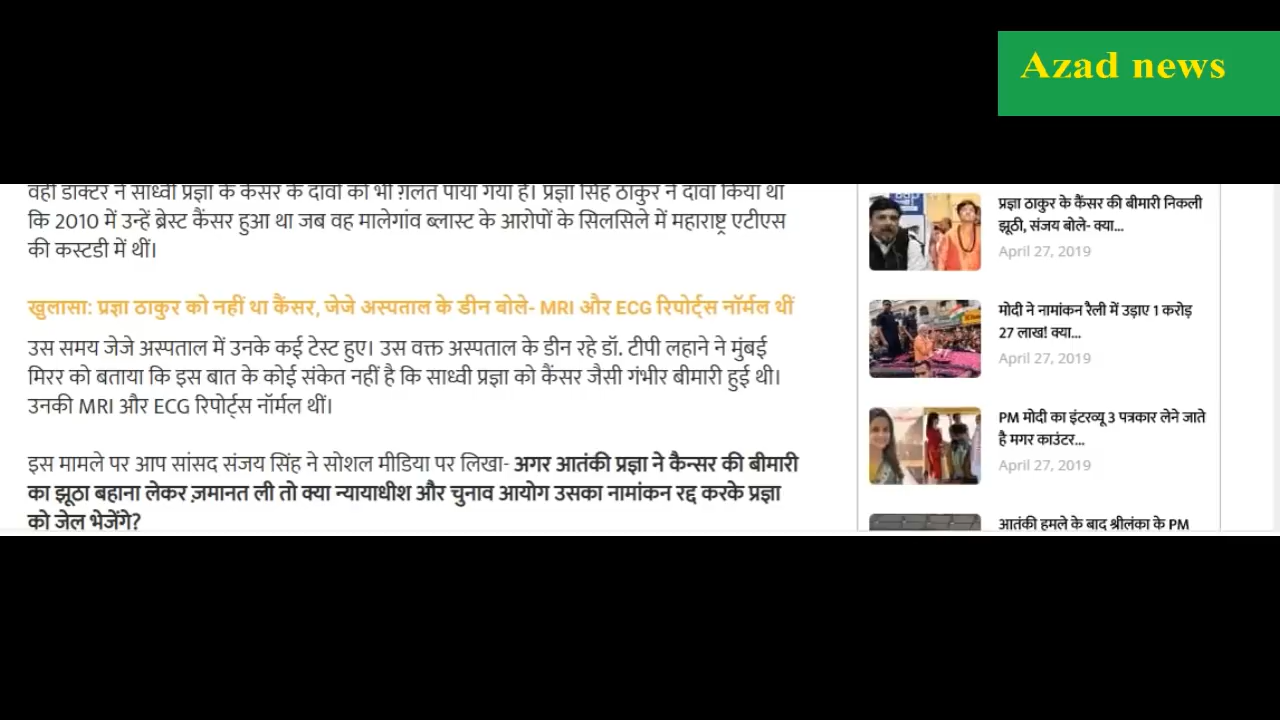 Azad news
वहीं डॉक्टर ने साध्वी प्रज्ञा के कैंसर के दावों को भी ग़लत पाया गया है। प्रज्ञा सिंह ठाकुर ने दावा किया था
कि 2010 में उन्हें ब्रेस्ट कैंसर हुआ था जब वह मालेगांव ब्लास्ट के आरोपों के सिलसिले में महाराष्ट्र एटीएस
की कस्टडी में थीं।
खुलासा: प्रज्ञा ठाकुर को नहीं था कैंसर, जेजे अस्पताल के डीन बोले- MRI और ECG रिपोर्ट्स नॉर्मल थीं
उस समय जेजे अस्पताल में उनके कई टेस्ट हुए। उस वक्त अस्पताल के डीन रहे डॉ. टीपी लहाने ने मुंबई
मिरर को बताया कि इस बात के कोई संकेत नहीं है कि साध्वी प्रज्ञा को कैंसर जैसी गंभीर बीमारी हुई थी।
उनकी MRI और ECG रिपोर्ट्स नॉर्मल थीं।
इस मामले पर आप सांसद संजय सिंह ने सोशल मीडिया पर लिखा- अगर आतंकी प्रज्ञा ने कैन्सर की बीमारी
का झूठा बहाना लेकर ज़मानत ली तो क्या न्यायाधीश और चुनाव आयोग उसका नामांकन रद्द करके प्रज्ञा
को जेल भेजेंगे?
प्रज्ञा ठाकुर के कैंसर की बीमारी निकली
झूठी, संजय बोले- क्या...
April 27, 2019
मोदी ने नामांकन रैली में उड़ाए 1 करोड़
27 लाख! क्या...
April 27, 2019
PM मोदी का इंटरव्यू 3 पत्रकार लेने जाते
है मगर काउंटर...
April 27, 2019
आतंकी हमले के बाद श्रीलंका के PM